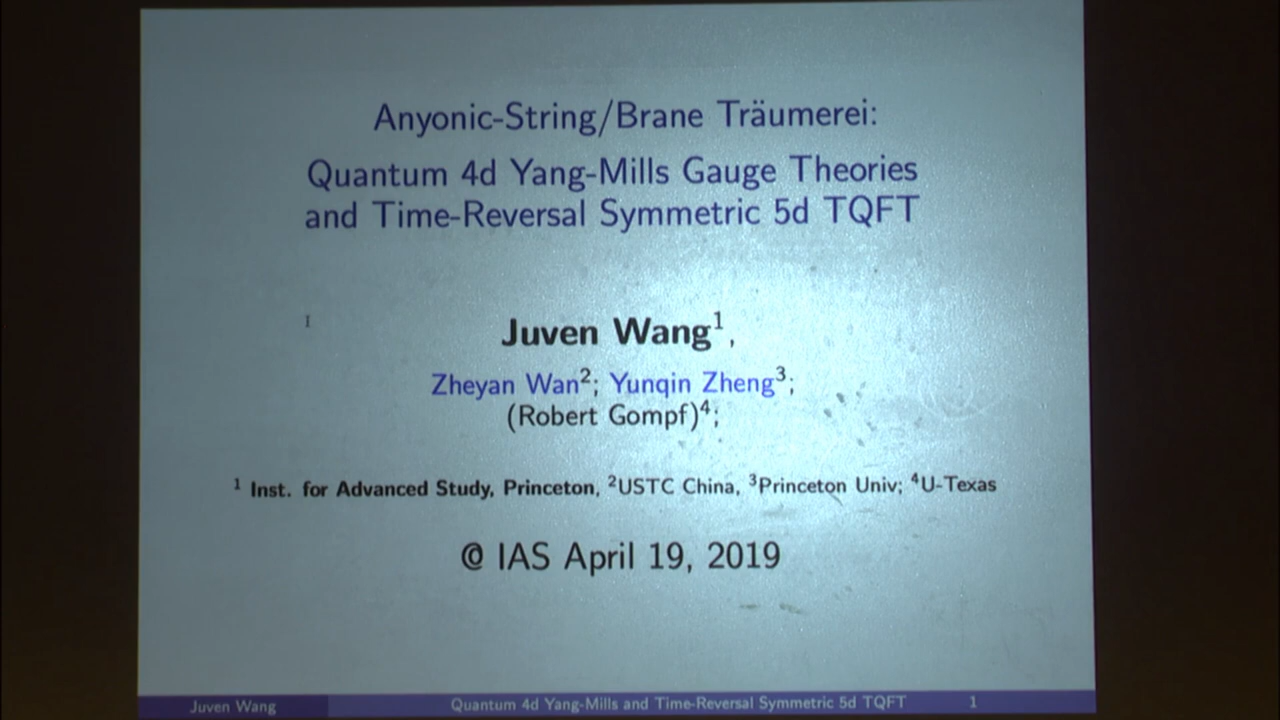 Anyonic-String/Brane Träumerei:
Quantum 4d Yang-Mills Gauge Theories
and Time-Reversal Symmetric 5d TQFT
Juven Wang¹,
Zheyan Wan²; Yunqin Zheng³;
(Robert Gompf)⁴;
¹ Inst. for Advanced Study, Princeton, ²USTC China, ³Princeton Univ; ⁴U-Texas
@ IAS April 19, 2019
Juven Wang Quantum 4d Yang-Mills and Time-Reversal Symmetric 5d TQFT 1